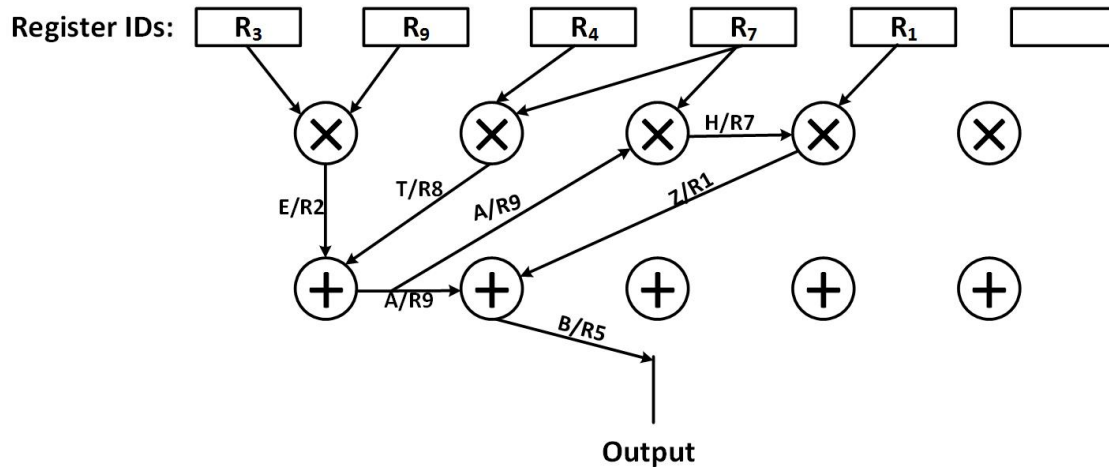 Register IDs: R₃ R₉ R₄ R₇ R₁
H/R7
E/R2 T/R8 A/R9 Z/R1
A/R9
B/R5
Output